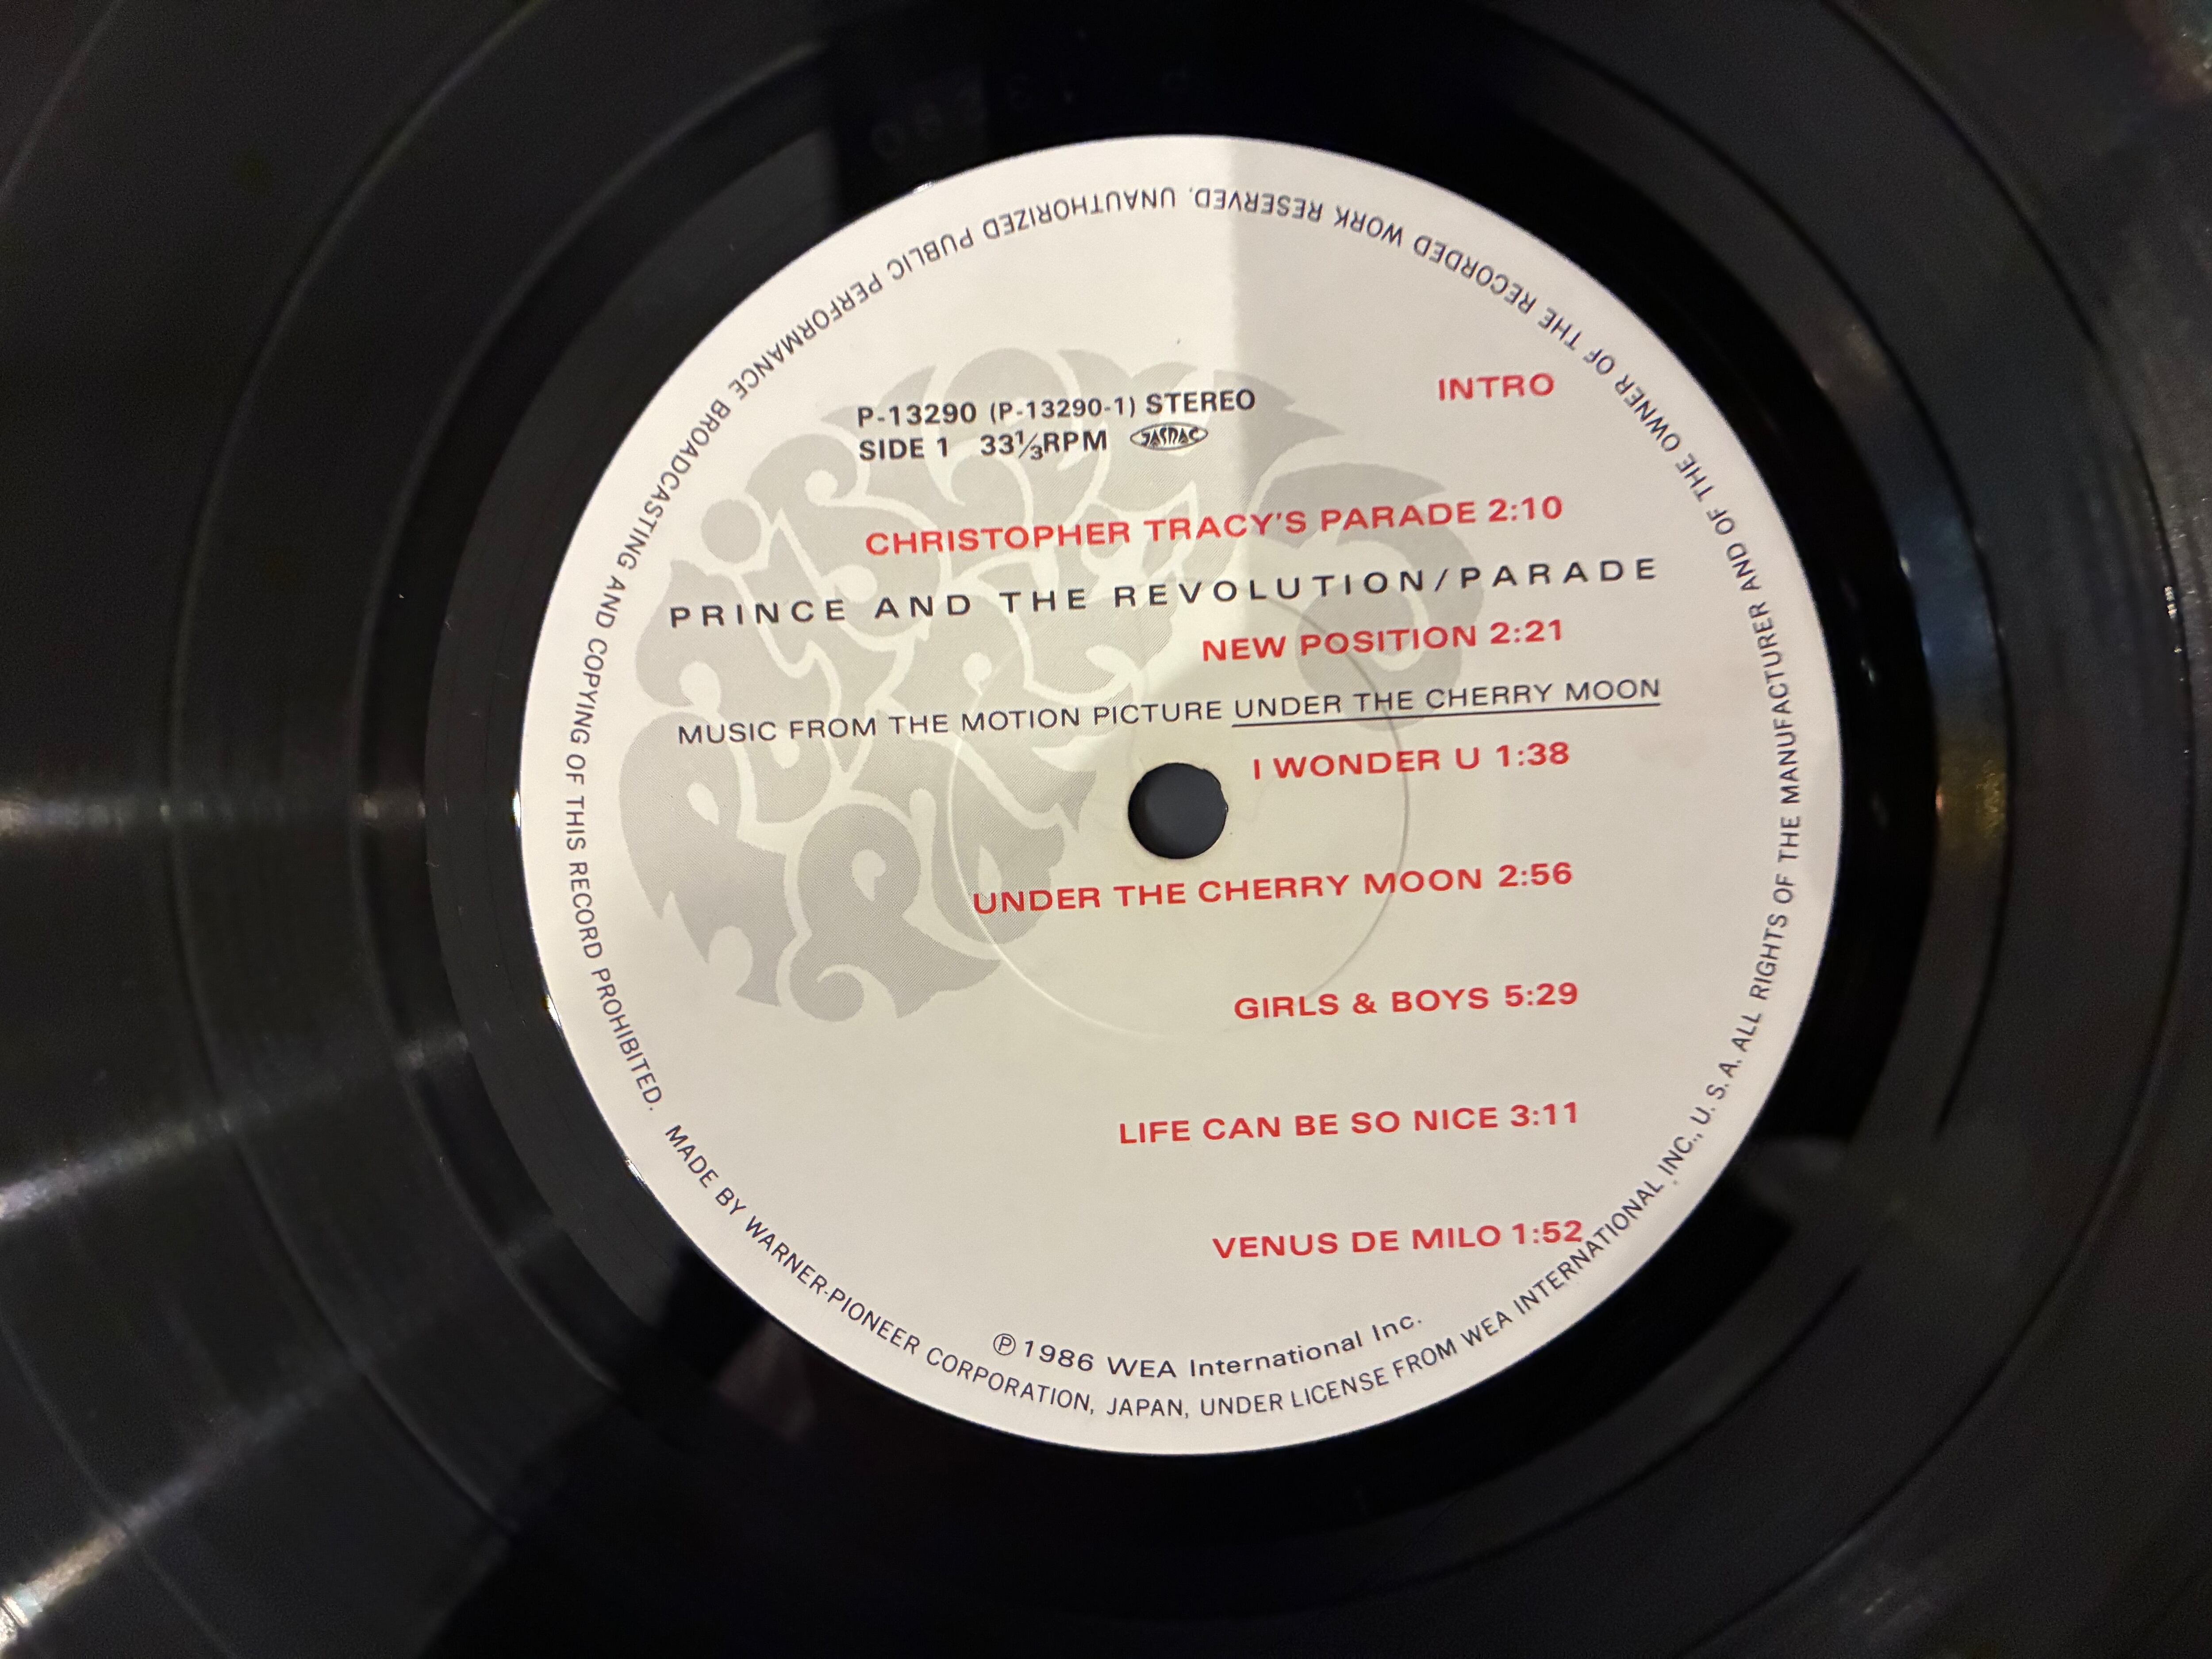 P-13290 (P-13290-1) STEREO
SIDE 1 33⅓RPM JASRAC
INTRO
CHRISTOPHER TRACY'S PARADE 2:10
PRINCE AND THE REVOLUTION/PARADE
NEW POSITION 2:21
MUSIC FROM THE MOTION PICTURE UNDER THE CHERRY MOON
I WONDER U 1:38
UNDER THE CHERRY MOON 2:56
GIRLS & BOYS 5:29
LIFE CAN BE SO NICE 3:11
VENUS DE MILO 1:52
Ⓟ 1986 WEA International Inc.
MADE BY WARNER-PIONEER CORPORATION, JAPAN, UNDER LICENSE FROM WEA INTERNATIONAL INC., U.S.A. ALL RIGHTS OF THE MANUFACTURER AND OF THE OWNER OF THE RECORDED WORK RESERVED. UNAUTHORIZED PUBLIC PERFORMANCE BROADCASTING AND COPYING OF THIS RECORD PROHIBITED.